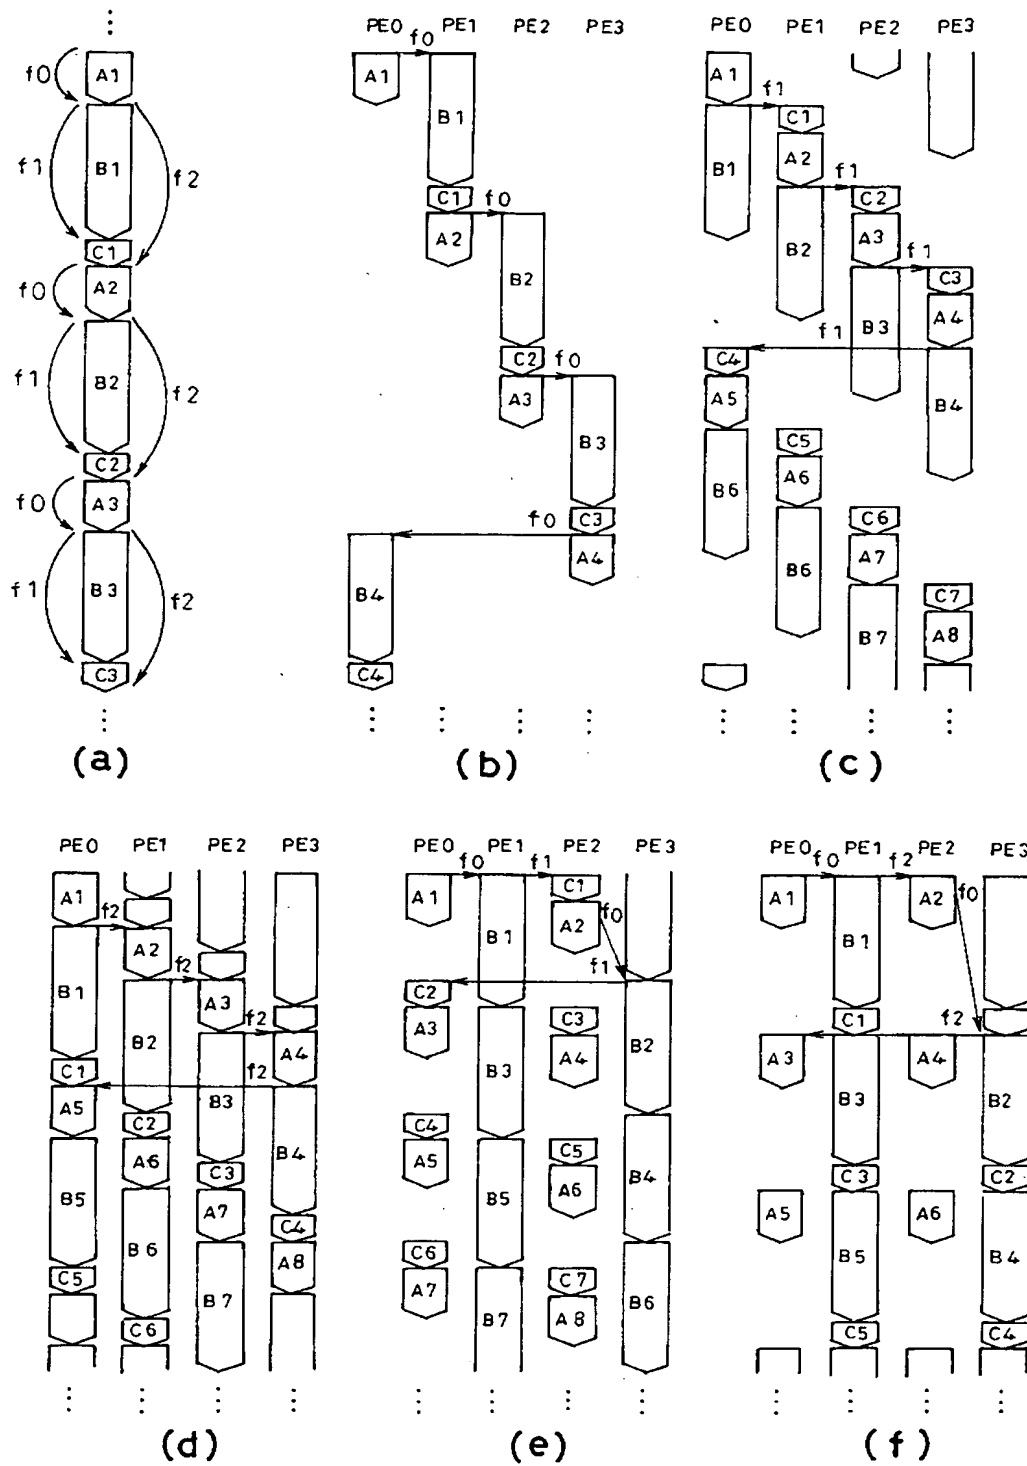 ⋮
f0
A1
f1
B1
f2
C1
f0
A2
f1
B2
f2
C2
f0
A3
f1
B3
f2
C3
⋮
(a)
PE0 PE1 PE2 PE3
f0
A1
B1
C1
f0
A2
B2
C2
f0
A3
B3
f0
C3
A4
B4
C4
⋮ ⋮ ⋮ ⋮
(b)
PE0 PE1 PE2 PE3
A1
f1
C1
B1
A2
f1
C2
B2
A3
f1
C3
B3
A4
f1
C4
A5
B4
C5
B6
A6
C6
B6
A7
C7
B7
A8
⋮ ⋮ ⋮ ⋮
(c)
PE0 PE1 PE2 PE3
A1
f2
A2
f2
B1
A3
f2
B2
A4
C1
f2
A5
B3
C2
B4
A6
C3
B5
A7
C4
B6
A8
C5
B7
C6
⋮ ⋮ ⋮ ⋮
(d)
PE0 PE1 PE2 PE3
f0 f1
A1
C1
f0
A2
B1
f1
C2
C3
A3
B3
A4
B2
C4
C5
A5
A6
B4
B5
C6
C7
A7
B7
A8
B6
⋮ ⋮ ⋮ ⋮
(e)
PE0 PE1 PE2 PE3
f0 f2
A1
A2
f0
B1
C1
f2
A3
A4
B3
B2
C3
C2
A5
A6
B5
B4
C5
C4
⋮ ⋮ ⋮ ⋮
(f)